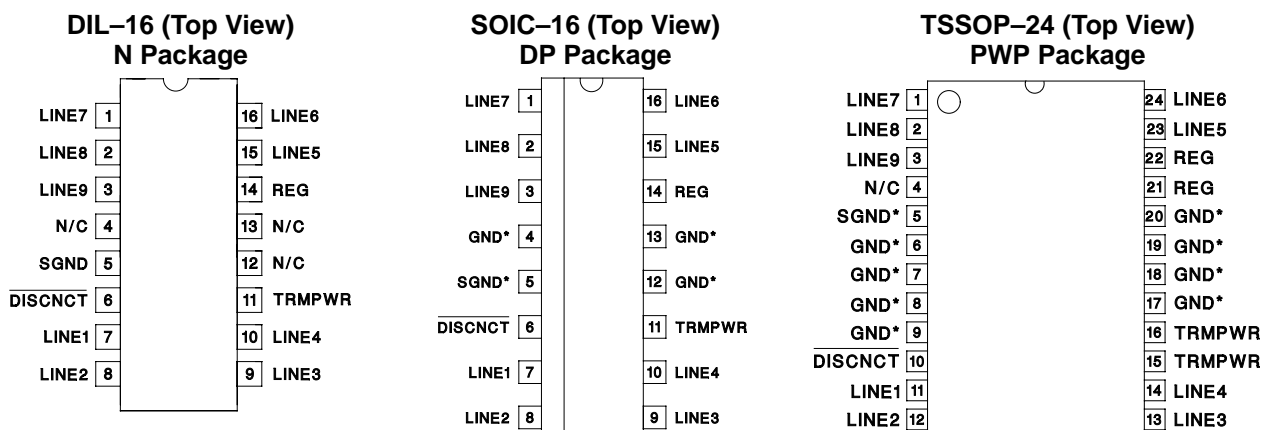 DIL–16 (Top View)
N Package
LINE7 1
LINE8 2
LINE9 3
N/C 4
SGND 5
DISCNCT 6
LINE1 7
LINE2 8
16 LINE6
15 LINE5
14 REG
13 N/C
12 N/C
11 TRMPWR
10 LINE4
9 LINE3
SOIC–16 (Top View)
DP Package
LINE7 1
LINE8 2
LINE9 3
GND* 4
SGND* 5
DISCNCT 6
LINE1 7
LINE2 8
16 LINE6
15 LINE5
14 REG
13 GND*
12 GND*
11 TRMPWR
10 LINE4
9 LINE3
TSSOP–24 (Top View)
PWP Package
LINE7 1
LINE8 2
LINE9 3
N/C 4
SGND* 5
GND* 6
GND* 7
GND* 8
GND* 9
DISCNCT 10
LINE1 11
LINE2 12
24 LINE6
23 LINE5
22 REG
21 REG
20 GND*
19 GND*
18 GND*
17 GND*
16 TRMPWR
15 TRMPWR
14 LINE4
13 LINE3